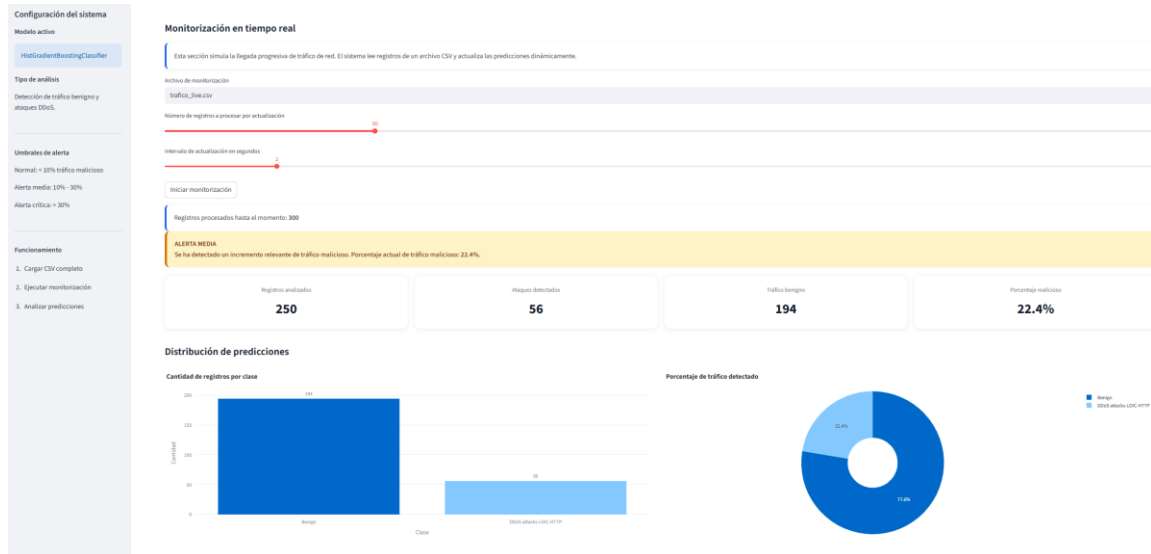 Configuración del sistema
Modelo activo
HistGradientBoostingClassifier
Tipo de análisis
Detección de tráfico benigno y
ataques DDoS.
Umbrales de alerta
Normal: < 10% tráfico malicioso
Alerta media: 10% - 30%
Alerta crítica: > 30%
Funcionamiento
1. Cargar CSV completo
2. Ejecutar monitorización
3. Analizar predicciones
Monitorización en tiempo real
Esta sección simula la llegada progresiva de tráfico de red. El sistema lee registros de un archivo CSV y actualiza las predicciones dinámicamente.
Archivo de monitorización
trafico_live.csv
Número de registros a procesar por actualización
50
Intervalo de actualización en segundos
2
Iniciar monitorización
Registros procesados hasta el momento: 300
ALERTA MEDIA
Se ha detectado un incremento relevante de tráfico malicioso. Porcentaje actual de tráfico malicioso: 22.4%.
Registros analizados
250
Ataques detectados
56
Tráfico benigno
194
Porcentaje malicioso
22.4%
Distribución de predicciones
Cantidad de registros por clase
200
150
100
50
0
Cantidad
194
56
Benign
DDoS attacks-LOIC-HTTP
Clase
Porcentaje de tráfico detectado
22.4%
77.6%
Benign
DDoS attacks-LOIC-HTTP